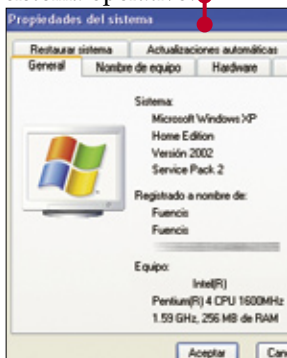 Propiedades del sistema
Restaurar sistema Actualizaciones automáticas
General Nombre de equipo Hardware
Sistema:
Microsoft Windows XP
Home Edition
Versión 2002
Service Pack 2
Registrado a nombre de:
Fuencis
Fuencis
Equipo:
Intel(R)
Pentium(R) 4 CPU 1600MHz
1.59 GHz, 256 MB de RAM
Aceptar